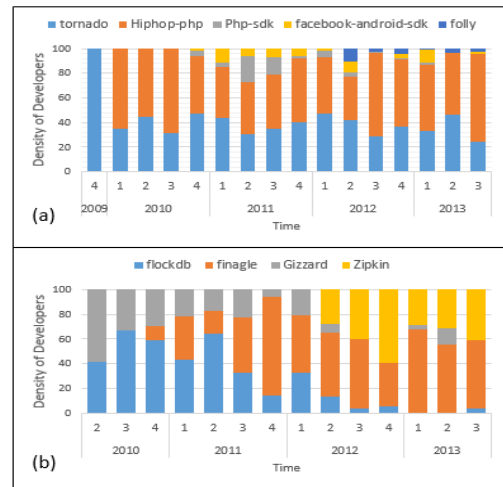 tornado Hiphop-php Php-sdk facebook-android-sdk folly
Density of Developers
100
80
60
40
20
0
4 1 2 3 4 1 2 3 4 1 2 3 4 1 2 3
2009 2010 2011 2012 2013
(a)
Time
flockdb finagle Gizzard Zipkin
Density of Developers
100
80
60
40
20
0
2 3 4 1 2 3 4 1 2 3 4 1 2 3
2010 2011 2012 2013
(b)
Time